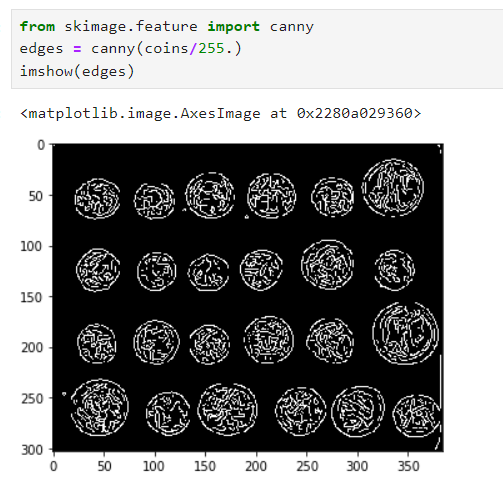 from skimage.feature import canny
edges = canny(coins/255.)
imshow(edges)
<matplotlib.image.AxesImage at 0x2280a029360>
0
50
100
150
200
250
300
0 50 100 150 200 250 300 350